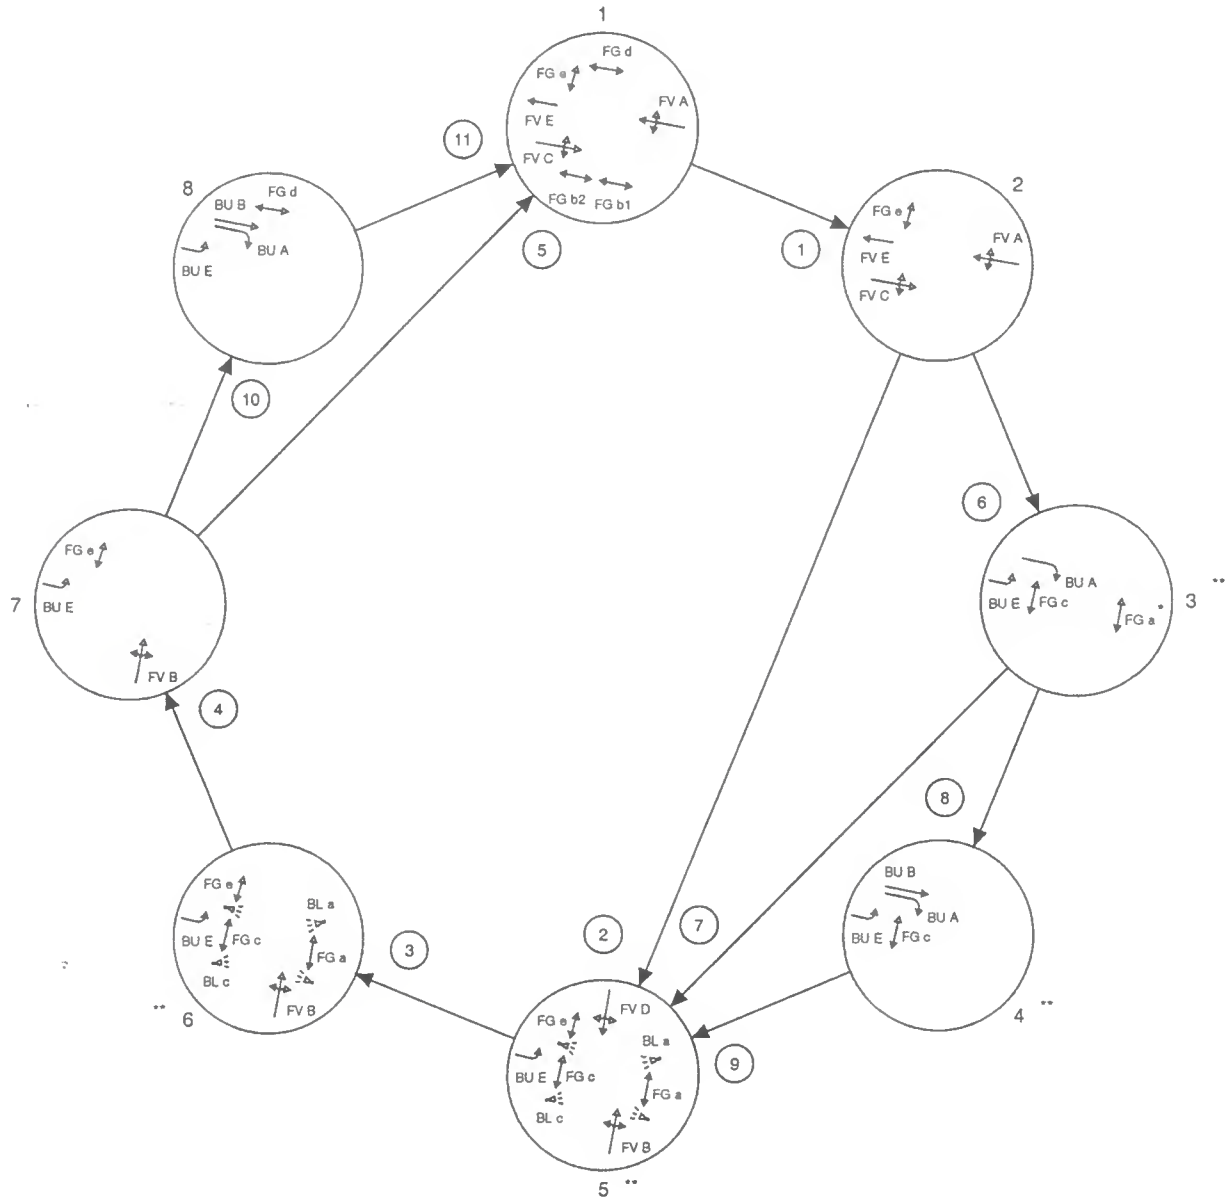 1
FG d
FG e
FV A
FV E
FV C
FG b2
FG b1
11
5
1
8
BU B
FG d
BU A
BU E
2
FG e
FV A
FV E
FV C
10
6
7
FG e
BU E
FV B
4
3 **
BU A
BU E
FG c
FG a *
8
6 **
FG e
BL a
BU E
FG c
FG a
BL c
FV B
3
2
7
4 **
BU B
BU A
BU E
FG c
9
5 **
FG e
FV D
BL a
BU E
FG c
FG a
BL c
FV B